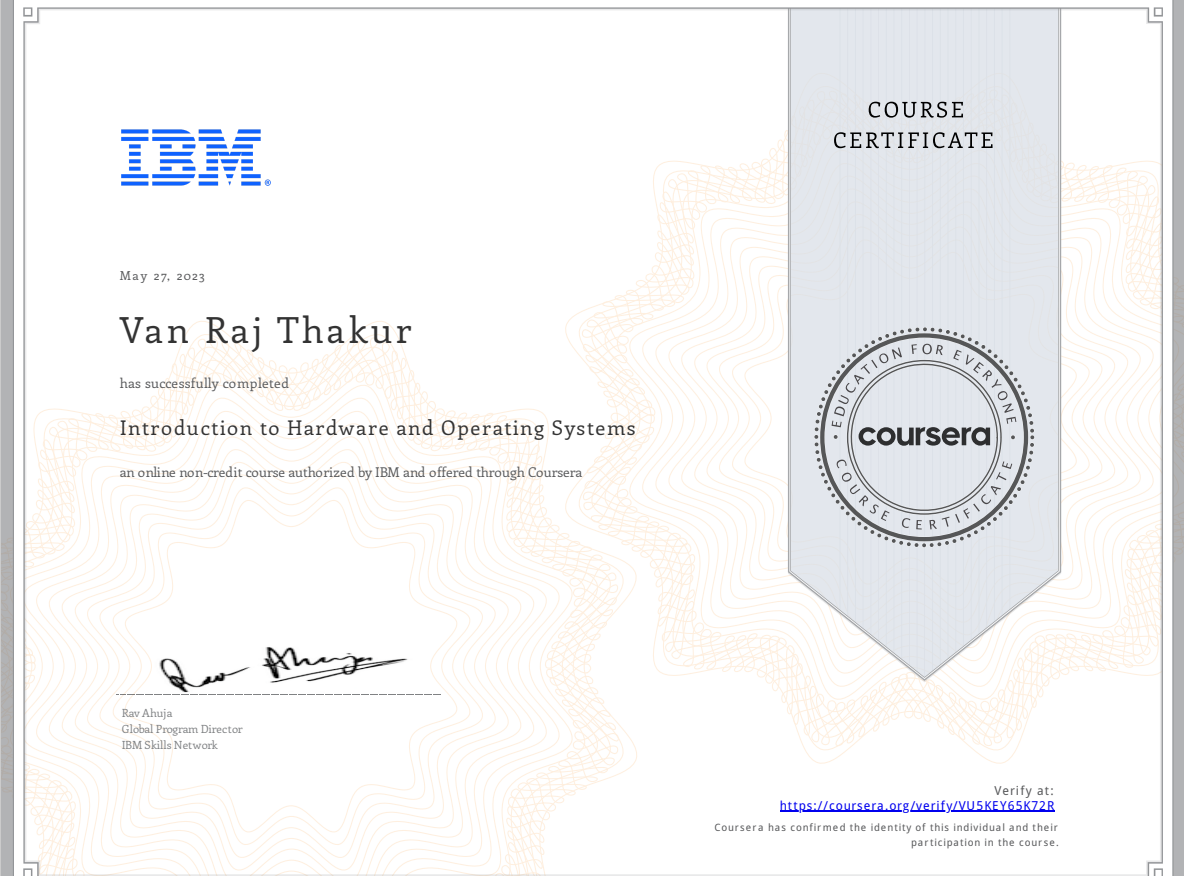 COURSE
CERTIFICATE
IBM®
May 27, 2023
Van Raj Thakur
has successfully completed
Introduction to Hardware and Operating Systems
an online non-credit course authorized by IBM and offered through Coursera
EDUCATION FOR EVERYONE
coursera
COURSE CERTIFICATE
Rav Ahuja
Rav Ahuja
Global Program Director
IBM Skills Network
Verify at:
https://coursera.org/verify/VU5KEY65K72R
Coursera has confirmed the identity of this individual and their
participation in the course.